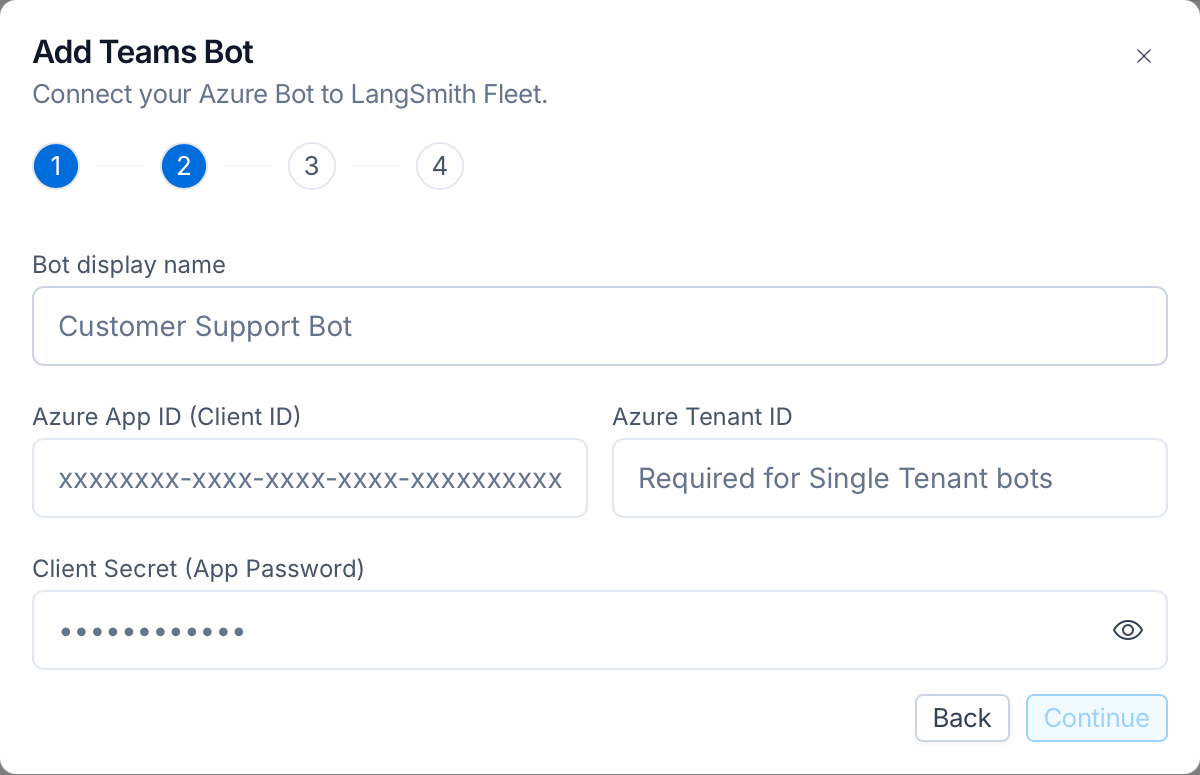 Add Teams Bot
Connect your Azure Bot to LangSmith Fleet.
1 2 3 4
Bot display name
Customer Support Bot
Azure App ID (Client ID) Azure Tenant ID
xxxxxxxx-xxxx-xxxx-xxxx-xxxxxxxxxx Required for Single Tenant bots
Client Secret (App Password)
••••••••••••
Back Continue